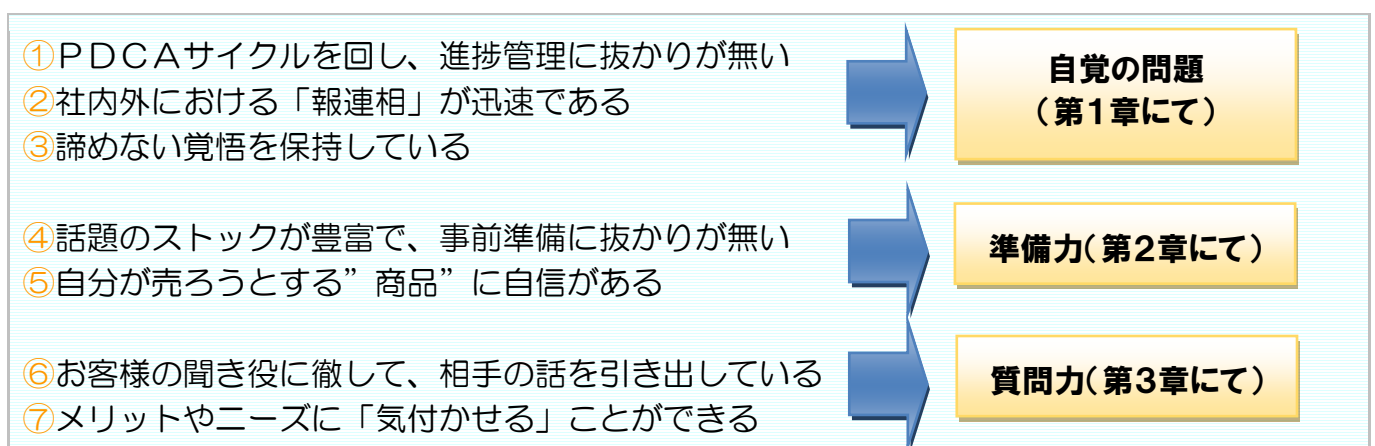 ①PDCAサイクルを回し、進捗管理に抜かりが無い
②社内外における「報連相」が迅速である
③諦めない覚悟を保持している
自覚の問題
(第1章にて)
④話題のストックが豊富で、事前準備に抜かりが無い
⑤自分が売ろうとする”商品”に自信がある
準備力(第2章にて)
⑥お客様の聞き役に徹して、相手の話を引き出している
⑦メリットやニーズに「気付かせる」ことができる
質問力(第3章にて)